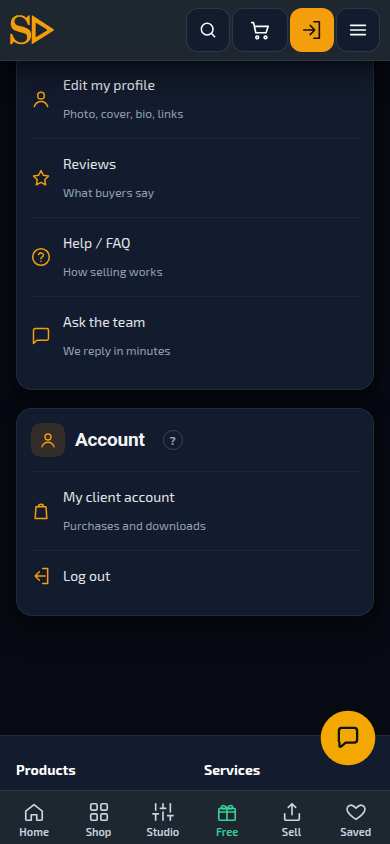 SD
Edit my profile
Photo, cover, bio, links
Reviews
What buyers say
Help / FAQ
How selling works
Ask the team
We reply in minutes
Account ?
My client account
Purchases and downloads
Log out
Products Services
Home Shop Studio Free Sell Saved